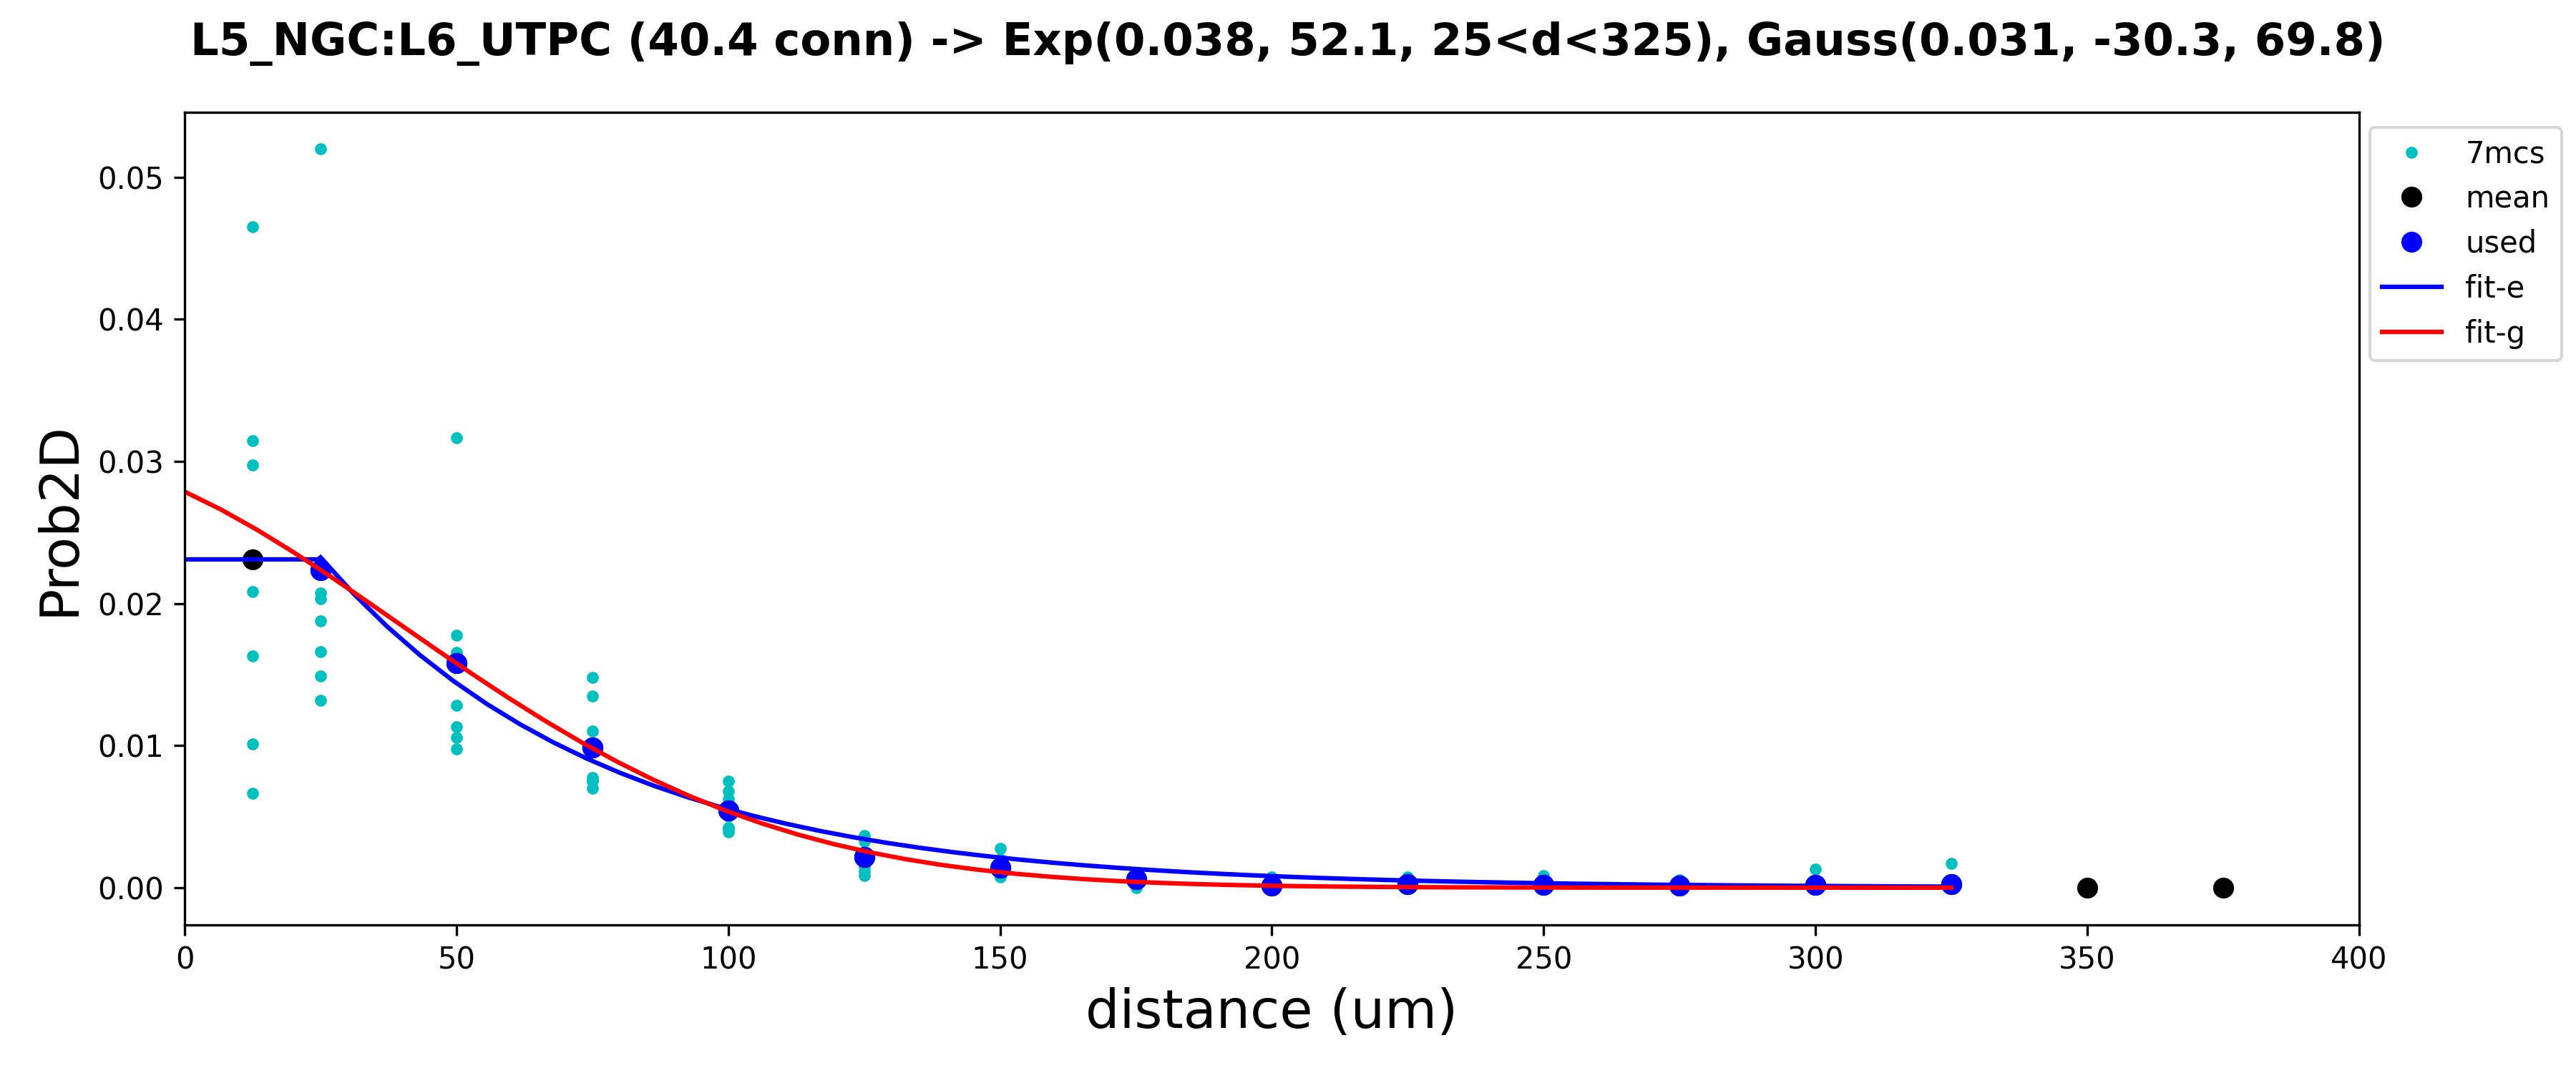 L5_NGC:L6_UTPC (40.4 conn) -> Exp(0.038, 52.1, 25<d<325), Gauss(0.031, -30.3, 69.8)
7mcs
mean
used
fit-e
fit-g
Prob2D
0.05
0.04
0.03
0.02
0.01
0.00
0 50 100 150 200 250 300 350 400
distance (um)